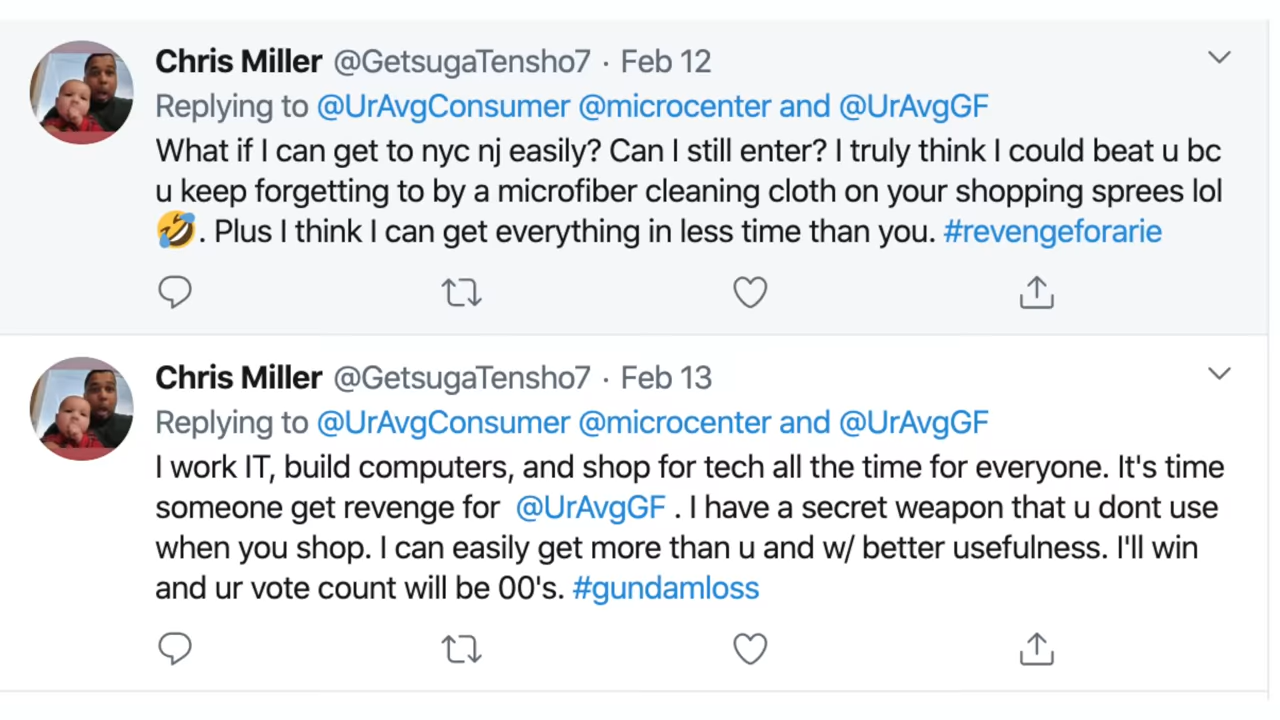 Chris Miller @GetsugaTensho7 · Feb 12
Replying to @UrAvgConsumer @microcenter and @UrAvgGF
What if I can get to nyc nj easily? Can I still enter? I truly think I could beat u bc
u keep forgetting to by a microfiber cleaning cloth on your shopping sprees lol
🤣. Plus I think I can get everything in less time than you. #revengeforarie
Chris Miller @GetsugaTensho7 · Feb 13
Replying to @UrAvgConsumer @microcenter and @UrAvgGF
I work IT, build computers, and shop for tech all the time for everyone. It's time
someone get revenge for @UrAvgGF . I have a secret weapon that u dont use
when you shop. I can easily get more than u and w/ better usefulness. I'll win
and ur vote count will be 00's. #gundamloss